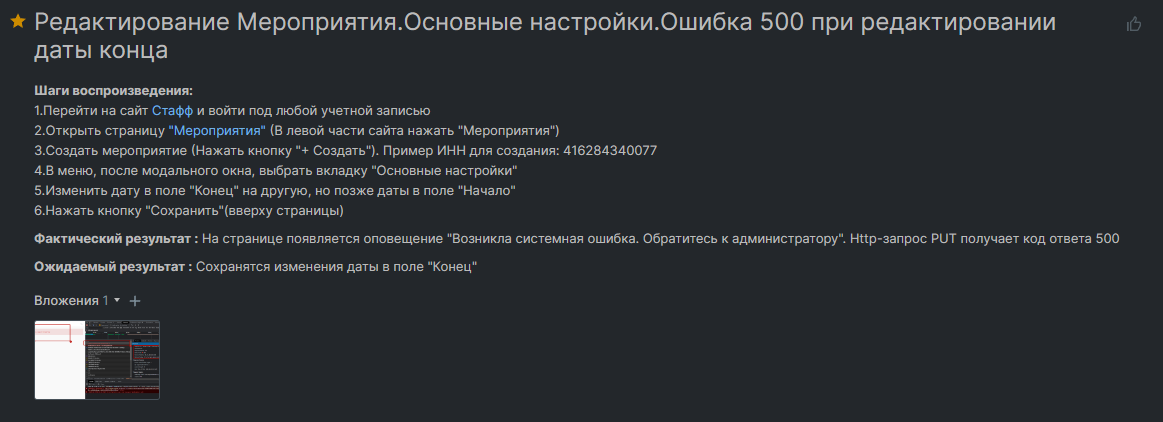 Редактирование Мероприятия.Основные настройки.Ошибка 500 при редактировании
даты конца
Шаги воспроизведения:
1.Перейти на сайт Стафф и войти под любой учетной записью
2.Открыть страницу "Мероприятия" (В левой части сайта нажать "Мероприятия")
3.Создать мероприятие (Нажать кнопку "+ Создать"). Пример ИНН для создания: 416284340077
4.В меню, после модального окна, выбрать вкладку "Основные настройки"
5.Изменить дату в поле "Конец" на другую, но позже даты в поле "Начало"
6.Нажать кнопку "Сохранить"(вверху страницы)
Фактический результат : На странице появляется оповещение "Возникла системная ошибка. Обратитесь к администратору". Http-запрос PUT получает код ответа 500
Ожидаемый результат : Сохранятся изменения даты в поле "Конец"
Вложения 1